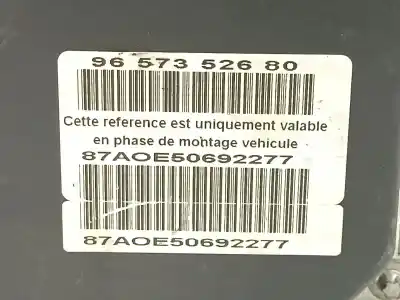 96 573 526 80
Cette reference est uniquement valable
en phase de montage vehicule
87AOE50692277
87AOE50692277